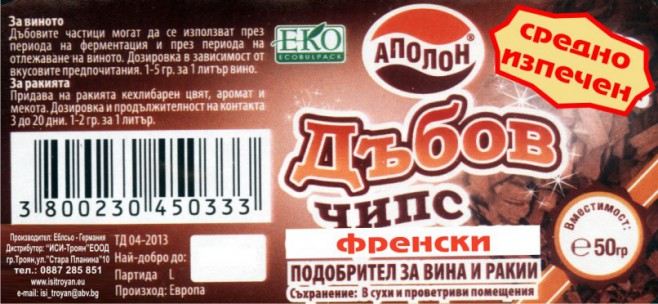 За виното
Дъбовите частици могат да се използват през
периода на ферментация и през периода на
отлежаване на виното. Дозировка в зависимост от
вкусовите предпочитания. 1-5 гр. за 1 литър вино.
За ракията
Придава на ракията кехлибарен цвят, аромат и
мекота. Дозировка и продължителност на контакта
3 до 20 дни. 1-2 гр. за 1 литър.
3 800230 450333
Производител: Еблсьо - Германия
Дистрибутор: "ИСИ-Троян"ЕООД
гр.Троян,ул."Стара Планина"10
тел.: 0887 285 851
www.isitroyan.eu
e-mail: isi_troyan@abv.bg
ТД 04-2013
Най-добро до:
Партида L
Произход: Европа
ЕКО
ECOBULPACK
АПОЛОН®
средно
изпечен
Дъбов
чипс
френски
ПОДОБРИТЕЛ ЗА ВИНА И РАКИИ
Съхранение: В сухи и проветриви помещения
Вместимост:
℮50гр